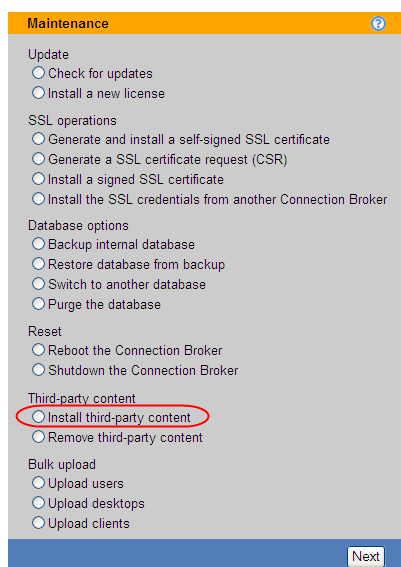 Maintenance ?
Update
Check for updates
Install a new license
SSL operations
Generate and install a self-signed SSL certificate
Generate a SSL certificate request (CSR)
Install a signed SSL certificate
Install the SSL credentials from another Connection Broker
Database options
Backup internal database
Restore database from backup
Switch to another database
Purge the database
Reset
Reboot the Connection Broker
Shutdown the Connection Broker
Third-party content
Install third-party content
Remove third-party content
Bulk upload
Upload users
Upload desktops
Upload clients
Next